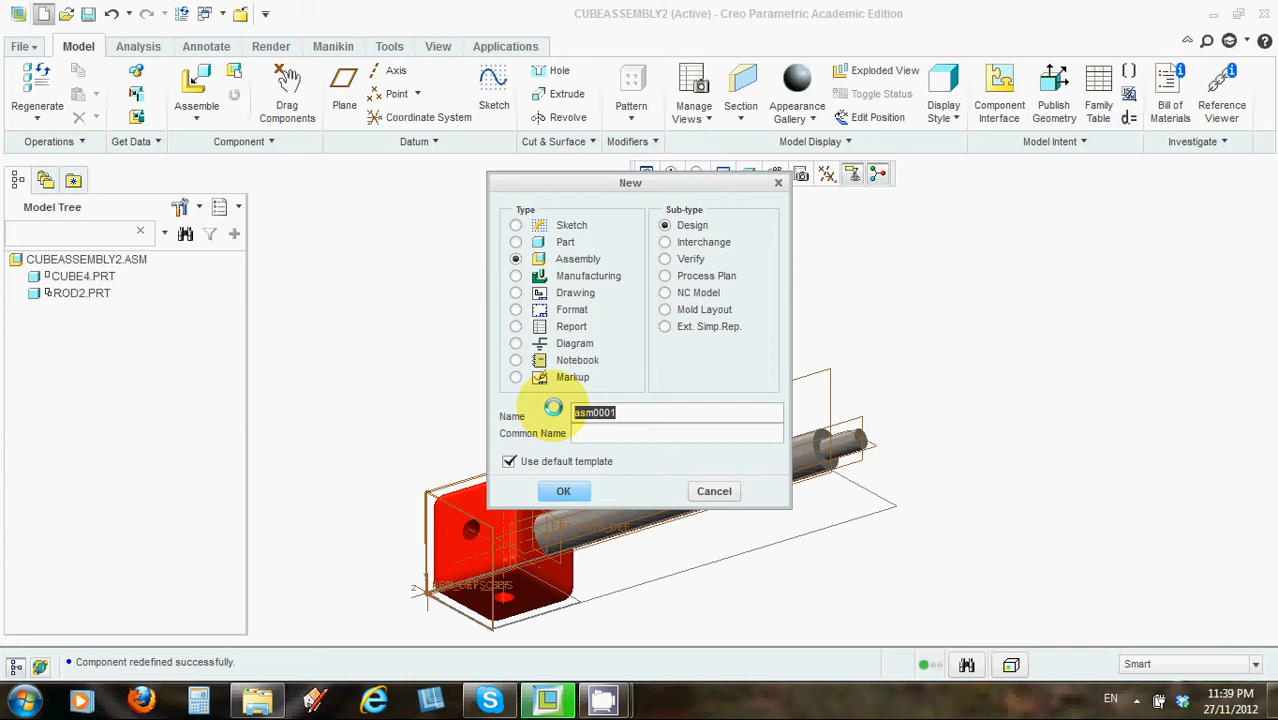 CUBEASSEMBLY2 (Active) - Creo Parametric Academic Edition
File Model Analysis Annotate Render Manikin Tools View Applications
Regenerate
Assemble
Drag Components
Plane
Axis
Point
Coordinate System
Sketch
Hole
Extrude
Revolve
Pattern
Manage Views
Section
Appearance Gallery
Exploded View
Toggle Status
Edit Position
Display Style
Component Interface
Publish Geometry
Family Table
d=
Bill of Materials
Reference Viewer
Operations Get Data Component Datum Cut & Surface Modifiers Model Display Model Intent Investigate
Model Tree
CUBEASSEMBLY2.ASM
CUBE4.PRT
ROD2.PRT
New
Type
Sketch
Part
Assembly
Manufacturing
Drawing
Format
Report
Diagram
Notebook
Markup
Sub-type
Design
Interchange
Verify
Process Plan
NC Model
Mold Layout
Ext. Simp.Rep.
Name asm0001
Common Name
Use default template
OK Cancel
Component redefined successfully.
Smart
EN
11:39 PM
27/11/2012